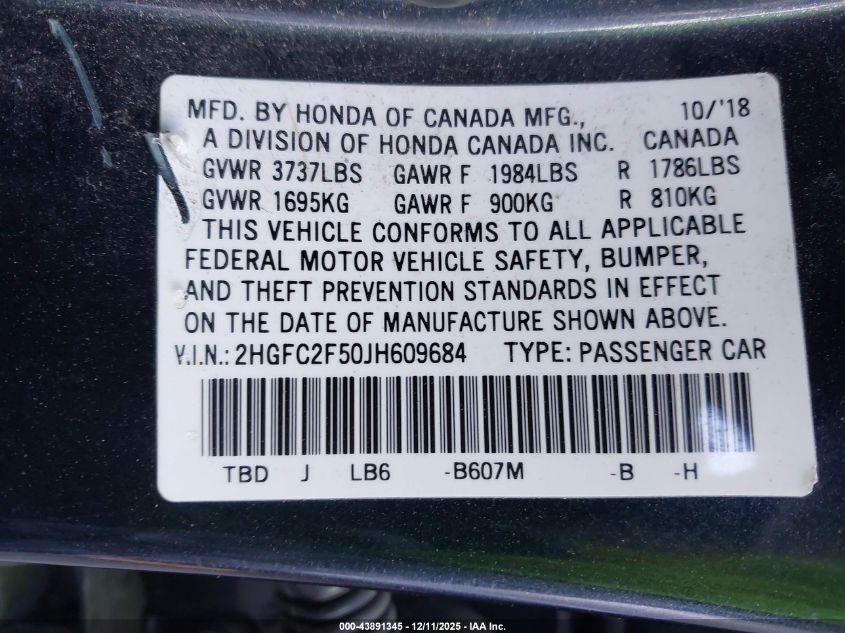 MFD. BY HONDA OF CANADA MFG., 10/'18
A DIVISION OF HONDA CANADA INC. CANADA
GVWR 3737LBS GAWR F 1984LBS R 1786LBS
GVWR 1695KG GAWR F 900KG R 810KG
THIS VEHICLE CONFORMS TO ALL APPLICABLE
FEDERAL MOTOR VEHICLE SAFETY, BUMPER,
AND THEFT PREVENTION STANDARDS IN EFFECT
ON THE DATE OF MANUFACTURE SHOWN ABOVE.
V.I.N.: 2HGFC2F50JH609684 TYPE: PASSENGER CAR
TBD J LB6 -B607M -B -H
000-43891345 - 12/11/2025 - IAA Inc.